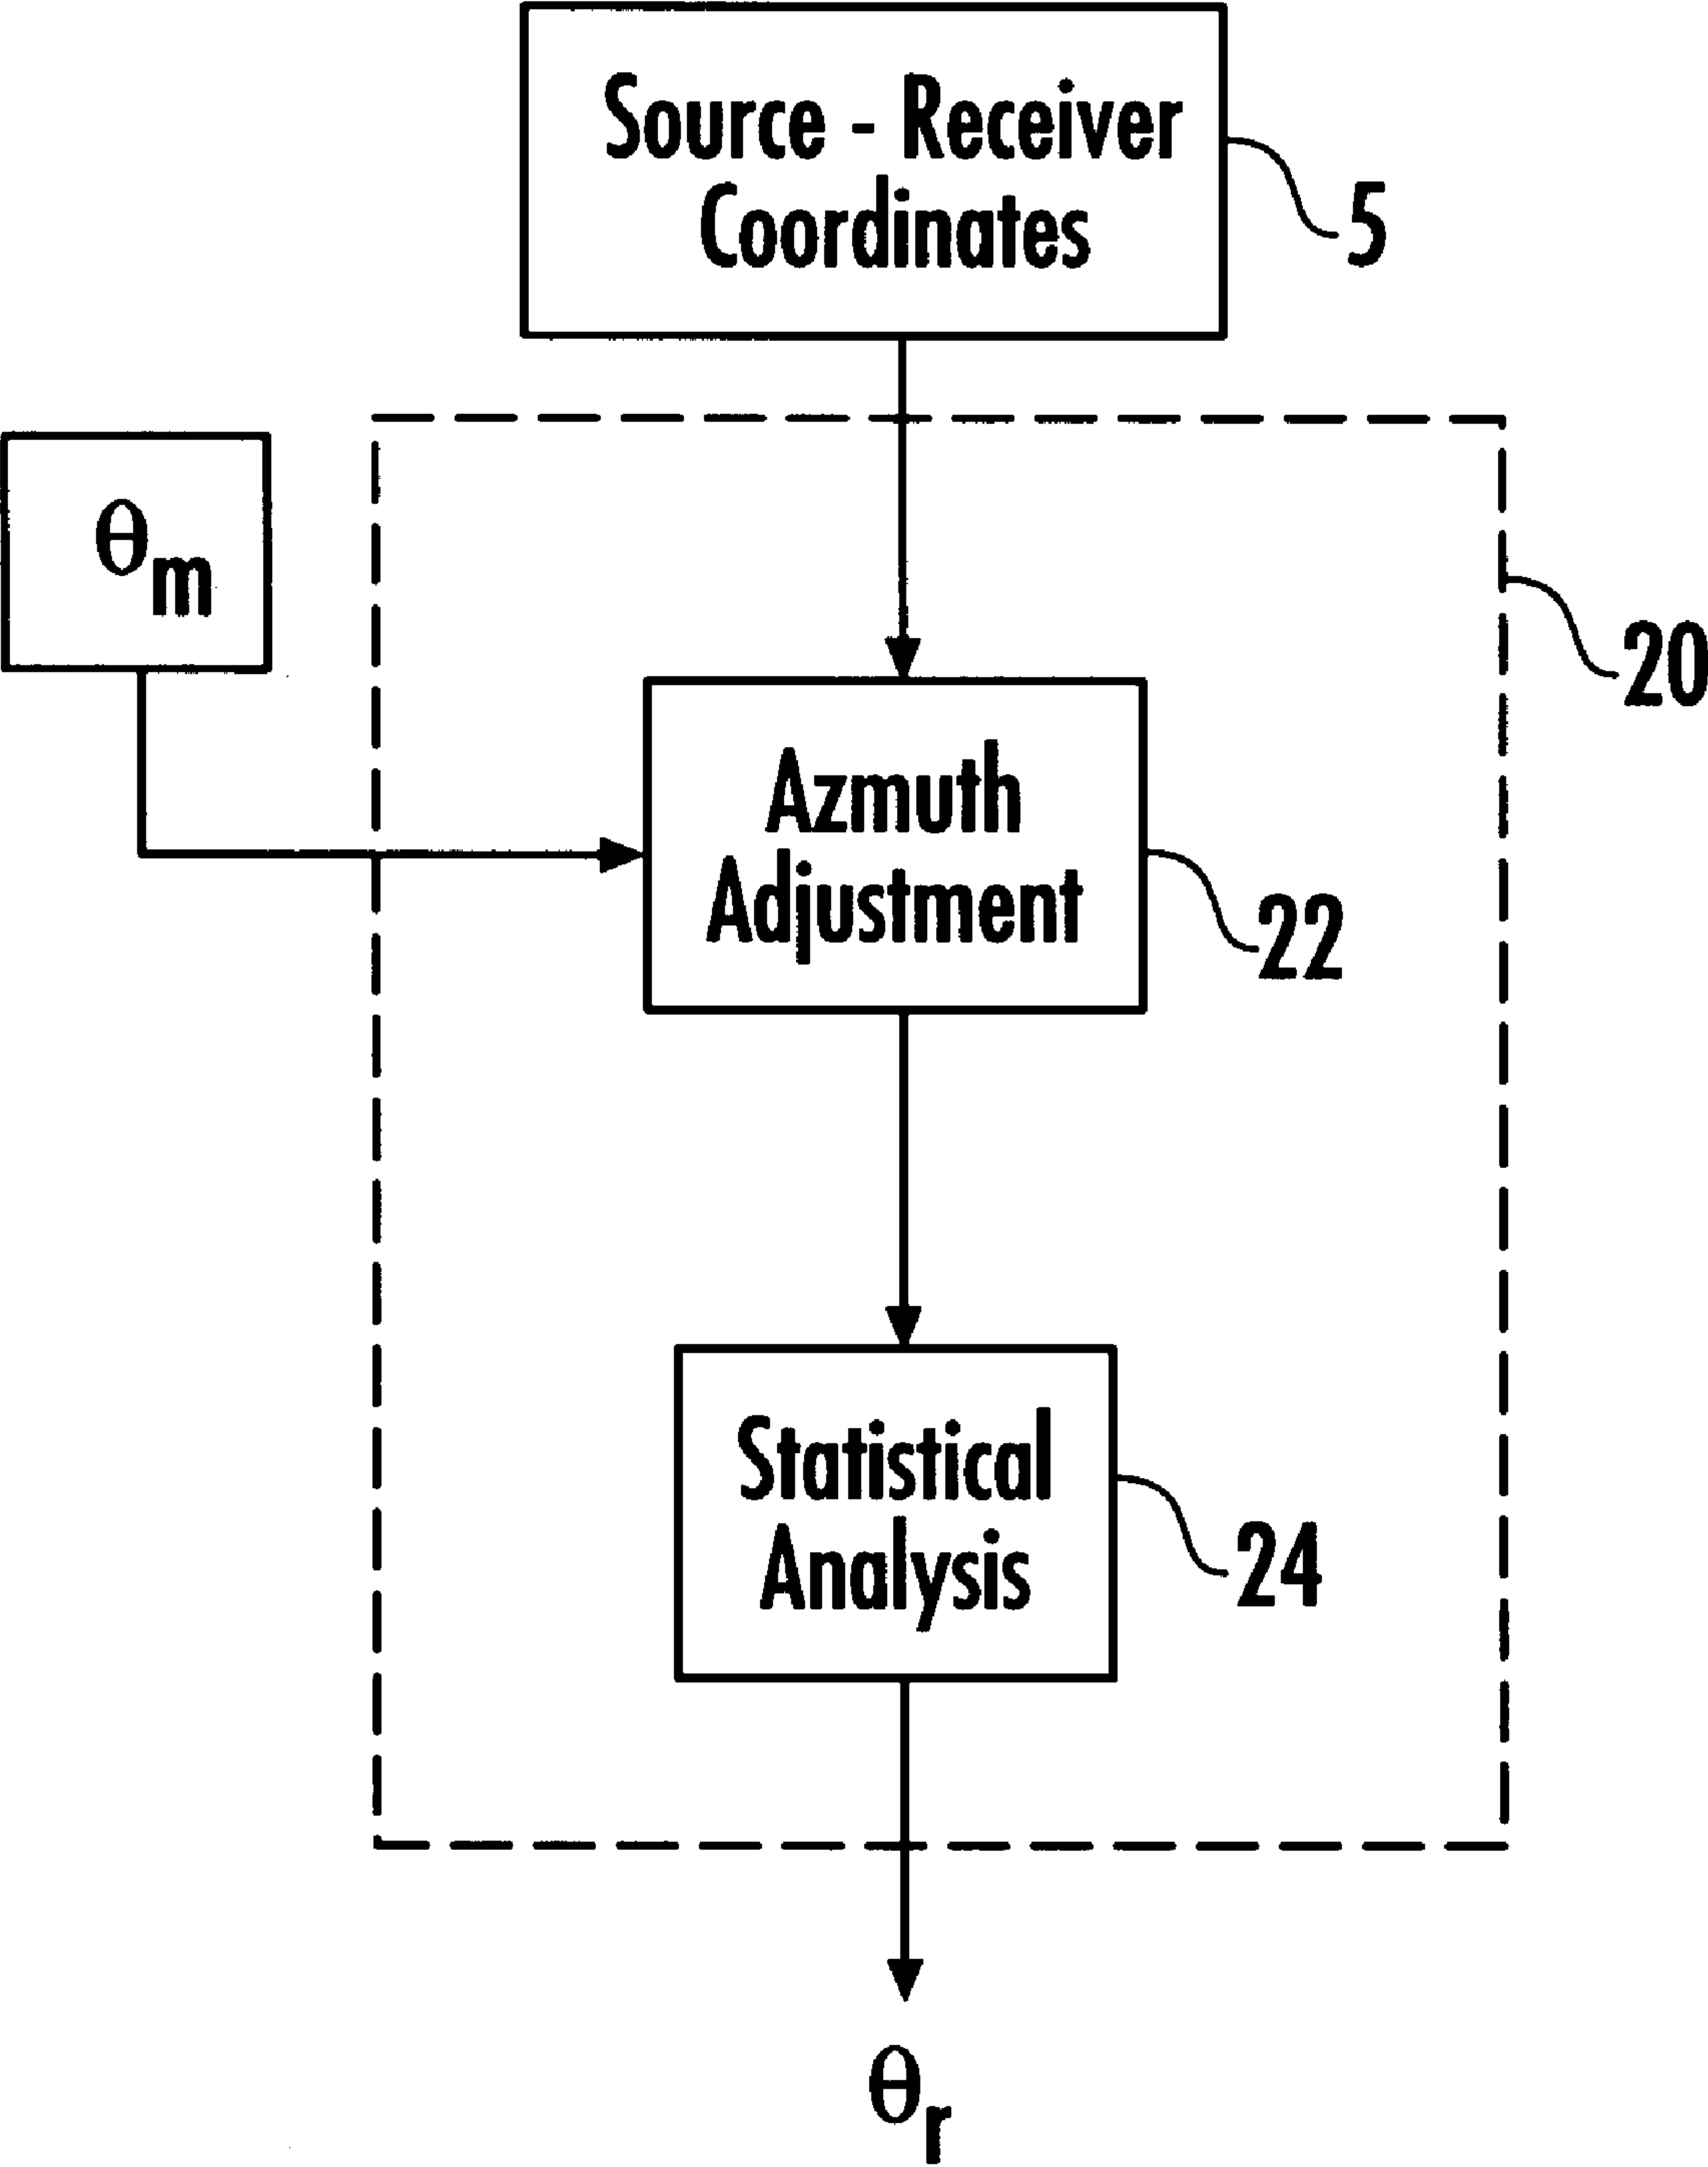 Source - Receiver
Coordinates
5
θm
20
Azmuth
Adjustment
22
Statistical
Analysis
24
θr